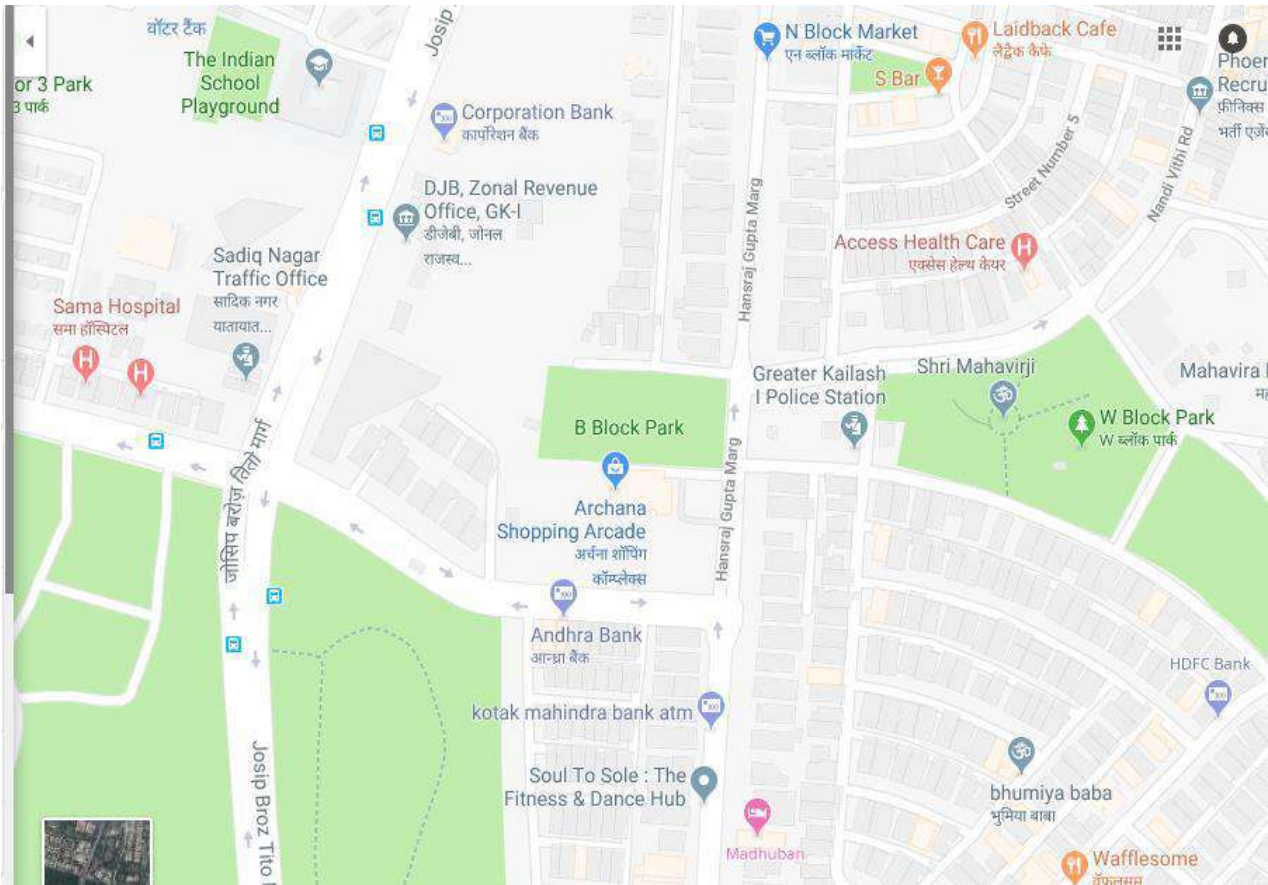 वॉटर टैंक
The Indian
School
Playground
or 3 Park
3 पार्क
Josip
Corporation Bank
कार्पोरेशन बैंक
N Block Market
एन ब्लॉक मार्केट
Laidback Cafe
लैद्बैक कैफे
S Bar
Phoer
Recru
फ़ीनिक्स
भर्ती एजें
Street Number 5
Nandi Vithi Rd
DJB, Zonal Revenue
Office, GK-I
डीजेबी, जोनल
राजस्व...
Hansraj Gupta Marg
Access Health Care
एक्सेस हेल्थ केयर
Sadiq Nagar
Traffic Office
सादिक नगर
यातायात...
Sama Hospital
समा हॉस्पिटल
Greater Kailash
I Police Station
Shri Mahavirji
Mahavira
W Block Park
W ब्लॉक पार्क
B Block Park
जोसिप बरोज़ तितो मार्ग
Archana
Shopping Arcade
अर्चना शॉपिंग
कॉम्प्लेक्स
Hansraj Gupta Marg
Andhra Bank
आन्ध्रा बैंक
HDFC Bank
kotak mahindra bank atm
Soul To Sole : The
Fitness & Dance Hub
bhumiya baba
भुमिया बाबा
Josip Broz Tito
Madhuban
Wafflesome